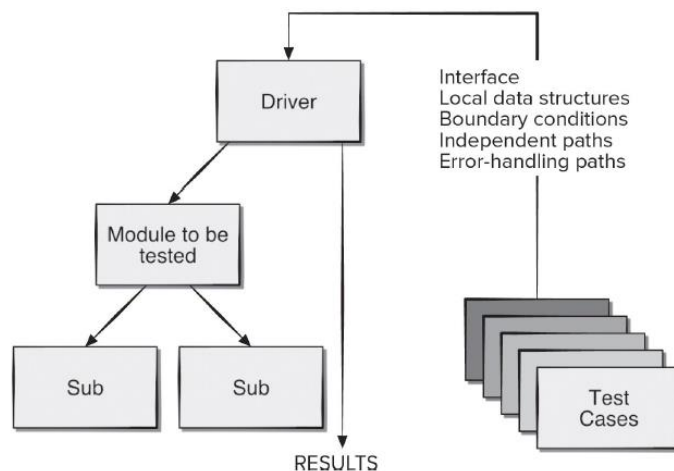 Driver
Interface
Local data structures
Boundary conditions
Independent paths
Error-handling paths
Module to be
tested
Sub
Sub
Test
Cases
RESULTS